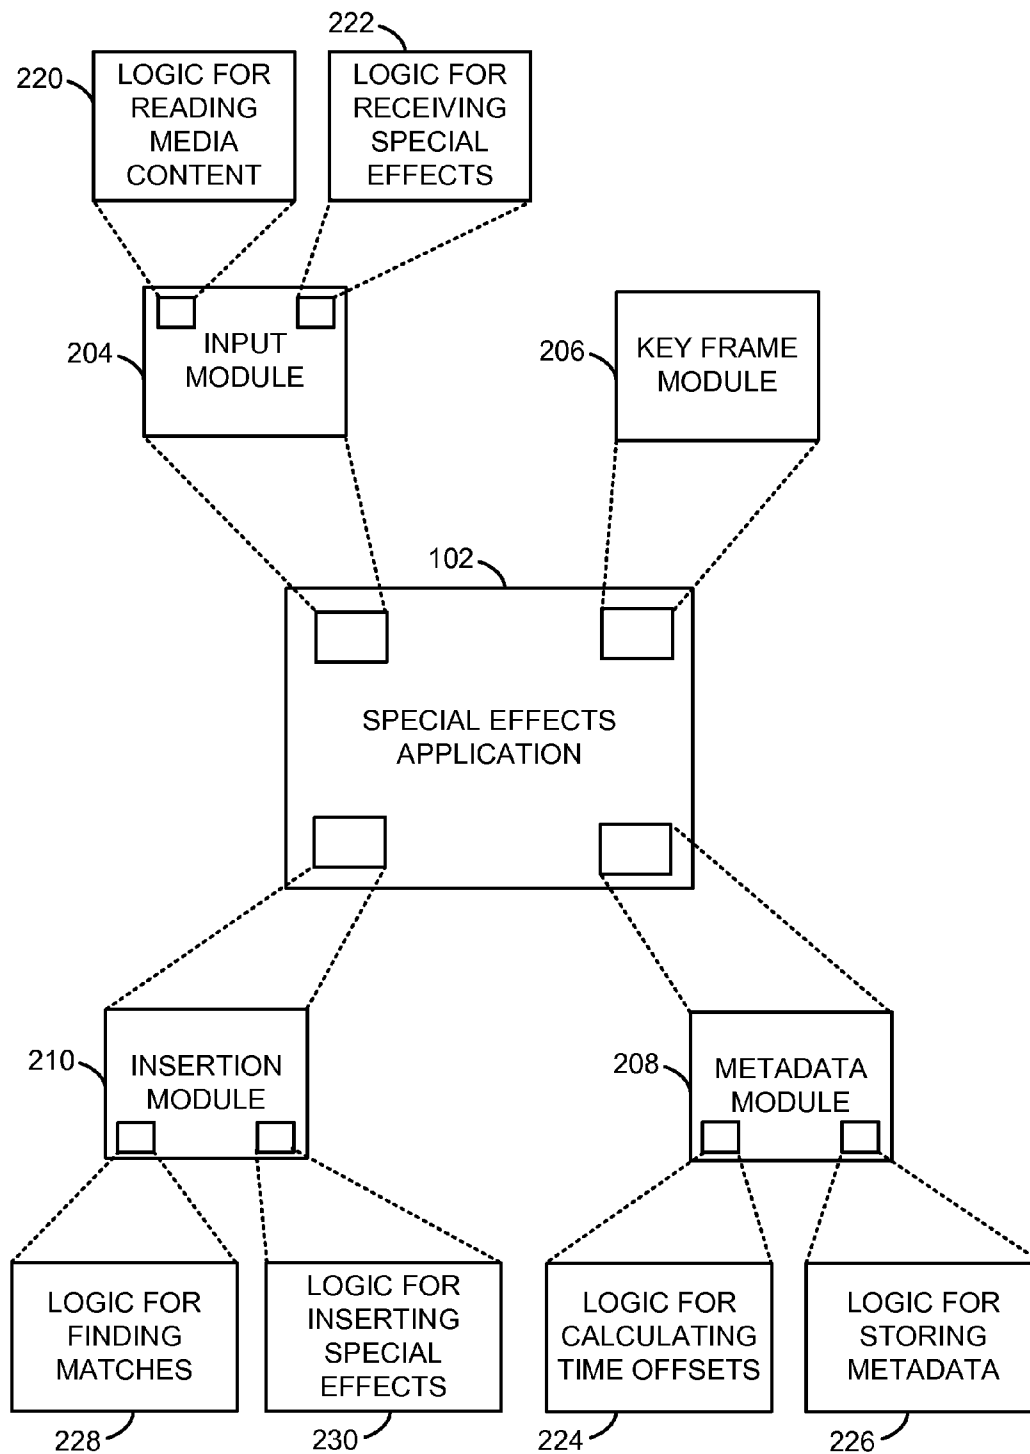 220
LOGIC FOR
READING
MEDIA
CONTENT
222
LOGIC FOR
RECEIVING
SPECIAL
EFFECTS
204
INPUT
MODULE
206
KEY FRAME
MODULE
102
SPECIAL EFFECTS
APPLICATION
210
INSERTION
MODULE
208
METADATA
MODULE
LOGIC FOR
FINDING
MATCHES
228
LOGIC FOR
INSERTING
SPECIAL
EFFECTS
230
LOGIC FOR
CALCULATING
TIME OFFSETS
224
LOGIC FOR
STORING
METADATA
226